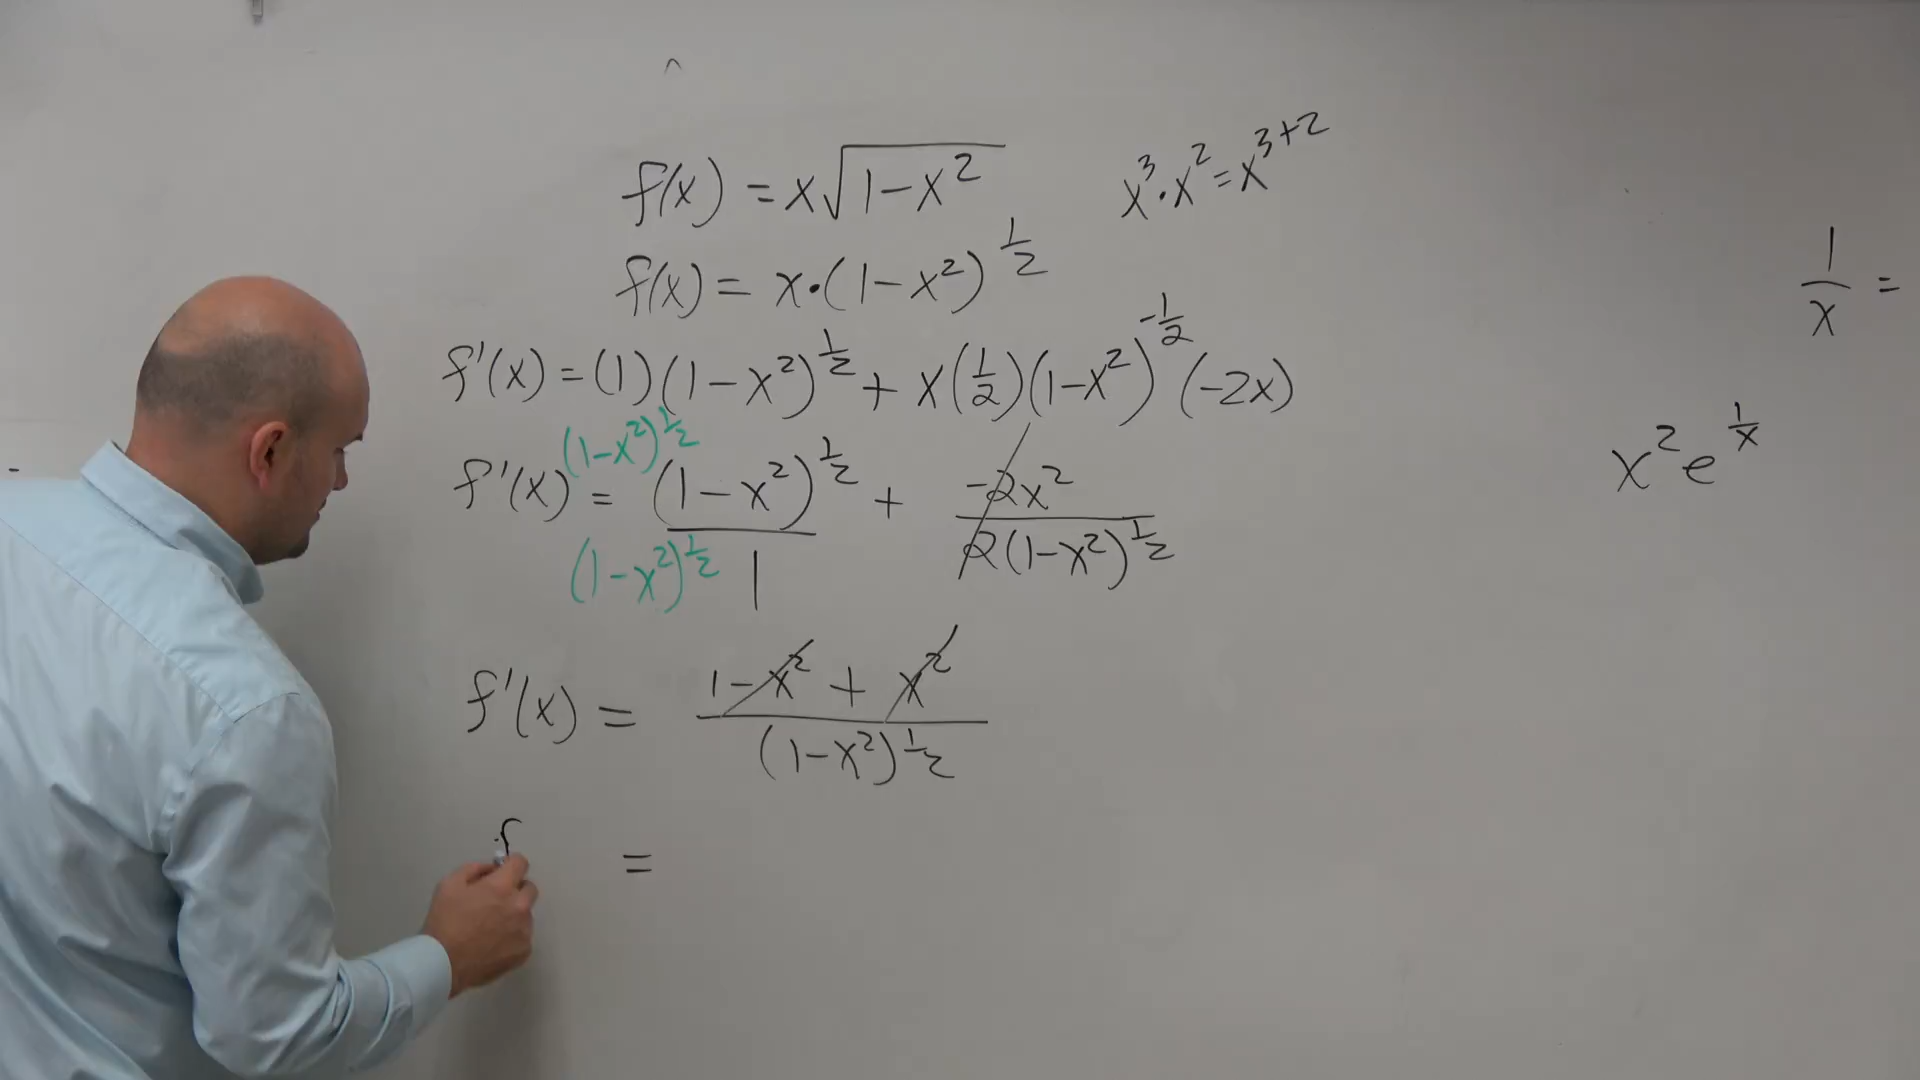 f(x) = x√(1-x²)
x³·x² = x³⁺²
f(x) = x·(1-x²)^(1/2)
1/x =
f'(x) = (1)(1-x²)^(1/2) + x(1/2)(1-x²)^(-1/2) (-2x)
x² e^(1/x)
(1-x²)^(1/2)
f'(x) = (1-x²)^(1/2)/1 + -2x²/2(1-x²)^(1/2)
(1-x²)^(1/2)
f'(x) = 1-x² + x²/(1-x²)^(1/2)
f =